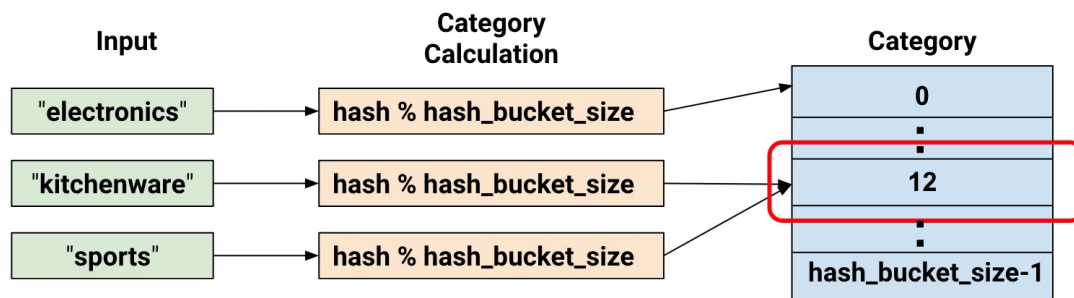 Input
Category
Calculation
Category
"electronics"
hash % hash_bucket_size
0
"kitchenware"
hash % hash_bucket_size
12
"sports"
hash % hash_bucket_size
hash_bucket_size-1